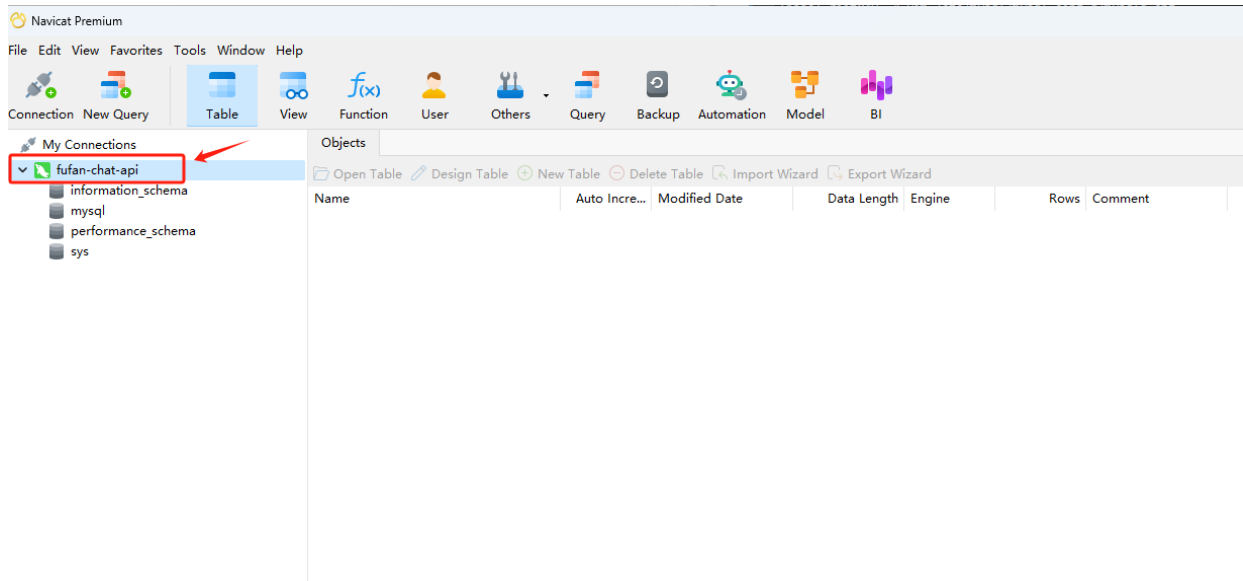 Navicat Premium
File Edit View Favorites Tools Window Help
Connection New Query Table View Function User Others Query Backup Automation Model BI
My Connections
fufan-chat-api
information_schema
mysql
performance_schema
sys
Objects
Open Table Design Table New Table Delete Table Import Wizard Export Wizard
Name Auto Incre... Modified Date Data Length Engine Rows Comment